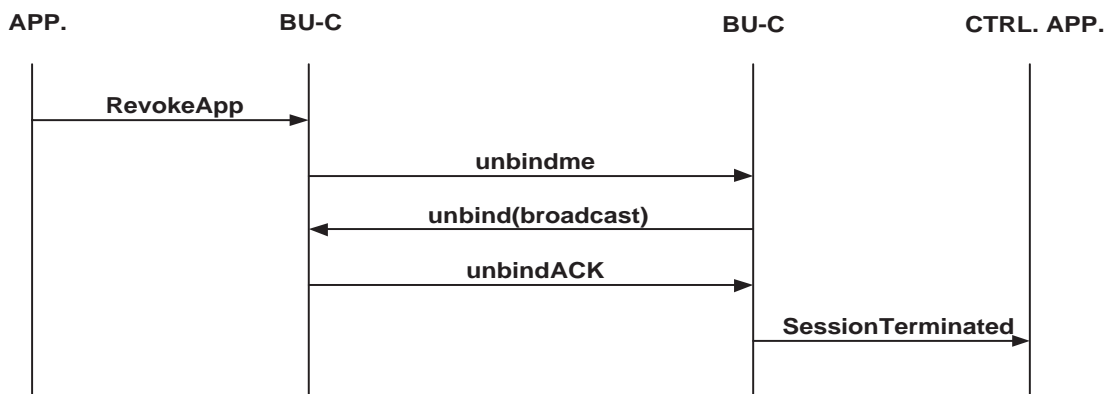 APP. BU-C BU-C CTRL. APP.
RevokeApp
unbindme
unbind(broadcast)
unbindACK
SessionTerminated